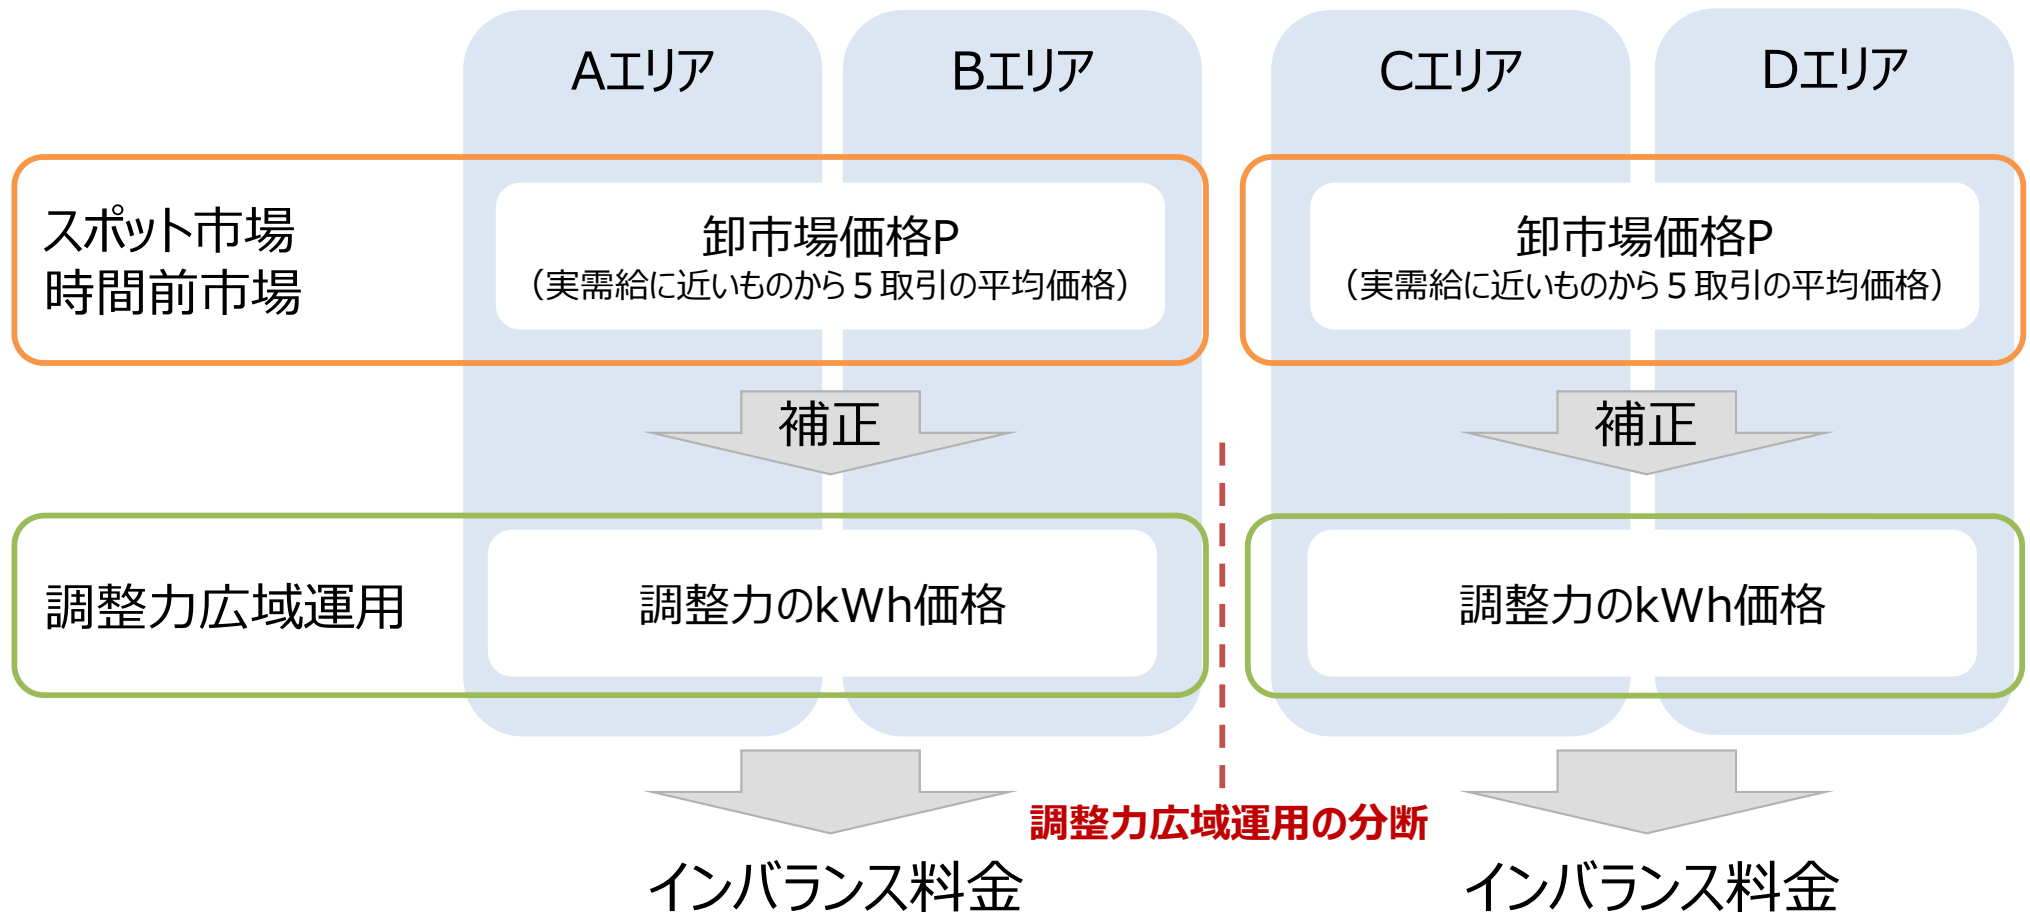 Aエリア
Bエリア
Cエリア
Dエリア
スポット市場
時間前市場
卸市場価格P
（実需給に近いものから５取引の平均価格）
卸市場価格P
（実需給に近いものから５取引の平均価格）
補正
補正
調整力広域運用
調整力のkWh価格
調整力のkWh価格
調整力広域運用の分断
インバランス料金
インバランス料金